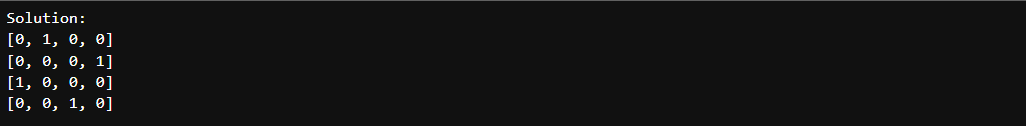 Solution:
[0, 1, 0, 0]
[0, 0, 0, 1]
[1, 0, 0, 0]
[0, 0, 1, 0]